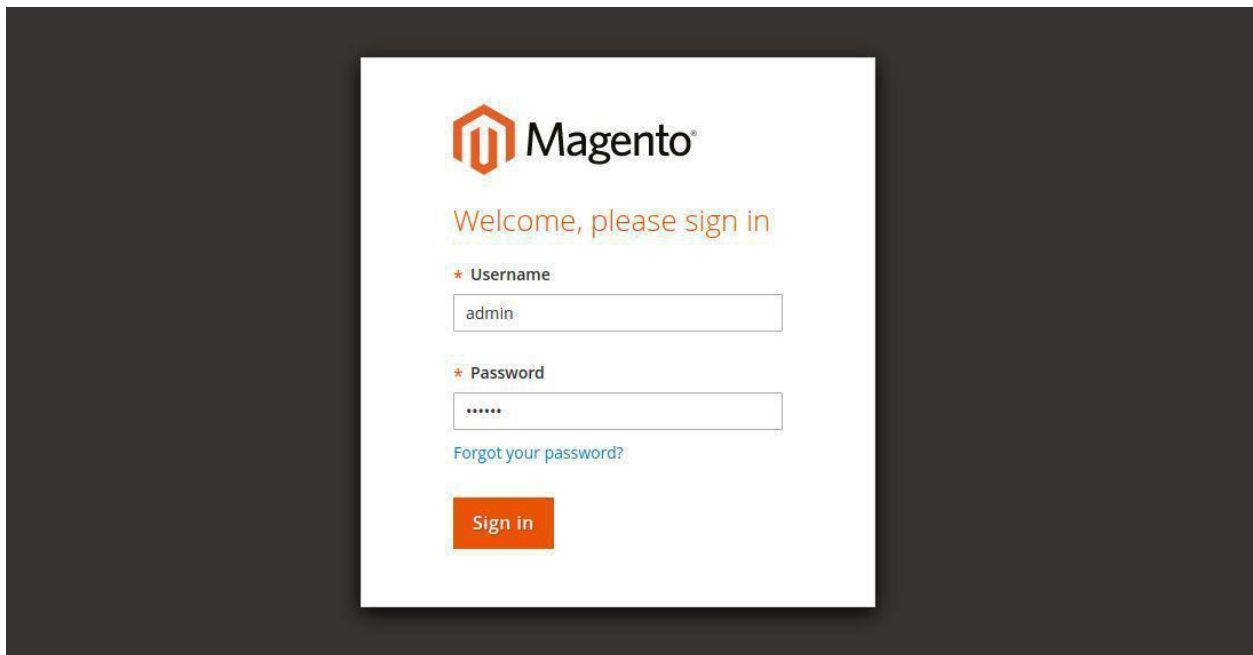 Magento®
Welcome, please sign in
* Username
admin
* Password
••••••
Forgot your password?
Sign in